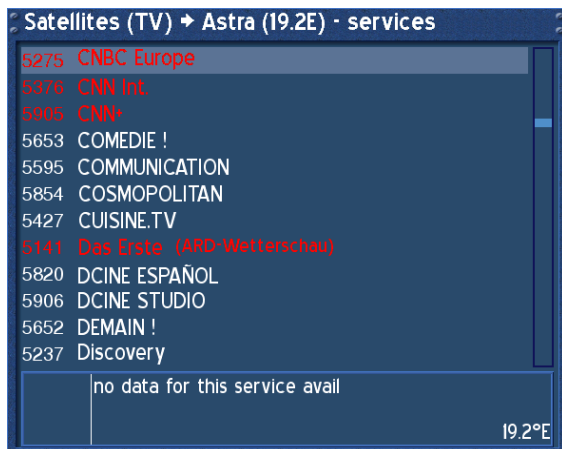 Satellites (TV) → Astra (19.2E) - services
5275 CNBC Europe
5376 CNN Int.
5905 CNN+
5653 COMEDIE !
5595 COMMUNICATION
5854 COSMOPOLITAN
5427 CUISINE.TV
5141 Das Erste (ARD-Wetterschau)
5820 DCINE ESPAÑOL
5906 DCINE STUDIO
5652 DEMAIN !
5237 Discovery
no data for this service avail
19.2°E